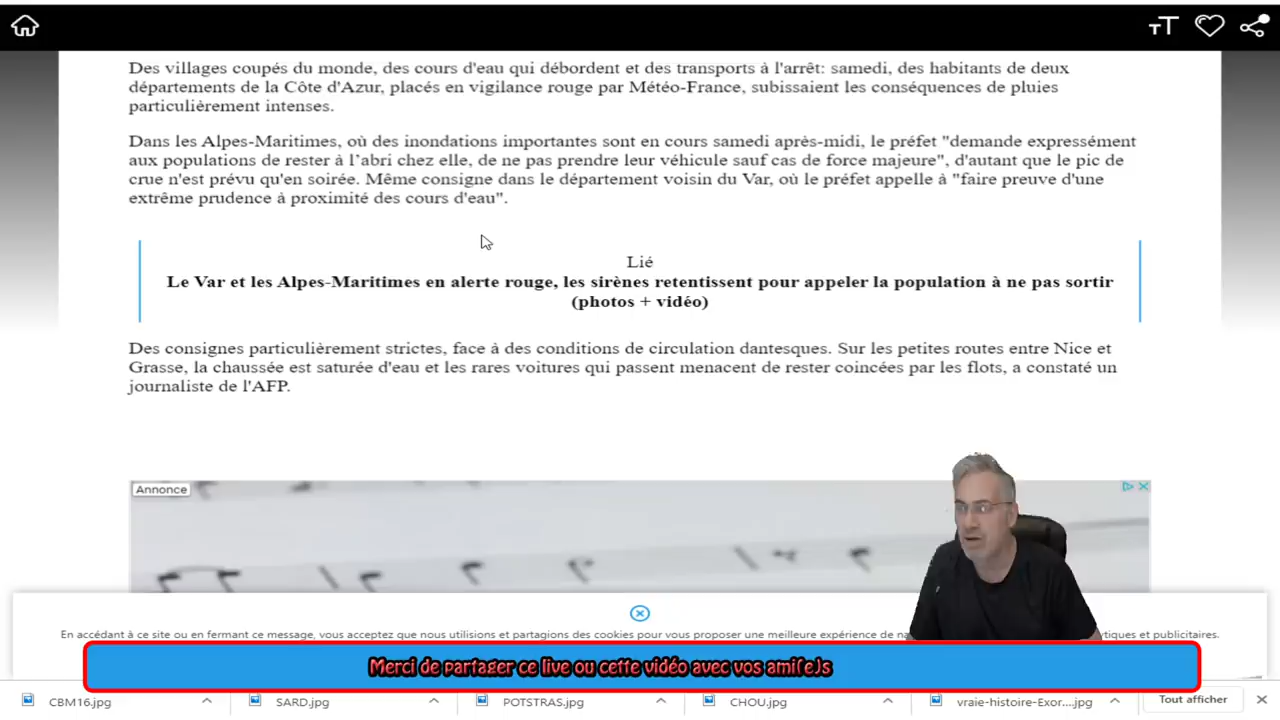 Des villages coupés du monde, des cours d'eau qui débordent et des transports à l'arrêt: samedi, des habitants de deux
départements de la Côte d'Azur, placés en vigilance rouge par Météo-France, subissaient les conséquences de pluies
particulièrement intenses.
Dans les Alpes-Maritimes, où des inondations importantes sont en cours samedi après-midi, le préfet "demande expressément
aux populations de rester à l’abri chez elle, de ne pas prendre leur véhicule sauf cas de force majeure", d'autant que le pic de
crue n'est prévu qu'en soirée. Même consigne dans le département voisin du Var, où le préfet appelle à "faire preuve d'une
extrême prudence à proximité des cours d'eau".
Lié
Le Var et les Alpes-Maritimes en alerte rouge, les sirènes retentissent pour appeler la population à ne pas sortir
(photos + vidéo)
Des consignes particulièrement strictes, face à des conditions de circulation dantesques. Sur les petites routes entre Nice et
Grasse, la chaussée est saturée d'eau et les rares voitures qui passent menacent de rester coincées par les flots, a constaté un
journaliste de l'AFP.
Annonce
En accédant à ce site ou en fermant ce message, vous acceptez que nous utilisions et partagions des cookies pour vous proposer une meilleure expérience de
ytiques et publicitaires.
Merci de partager ce live ou cette vidéo avec vos ami(e)s
CBM16.jpg
SARD.jpg
POTSTRAS.jpg
CHOU.jpg
vraie-histoire-Exor....jpg
Tout afficher